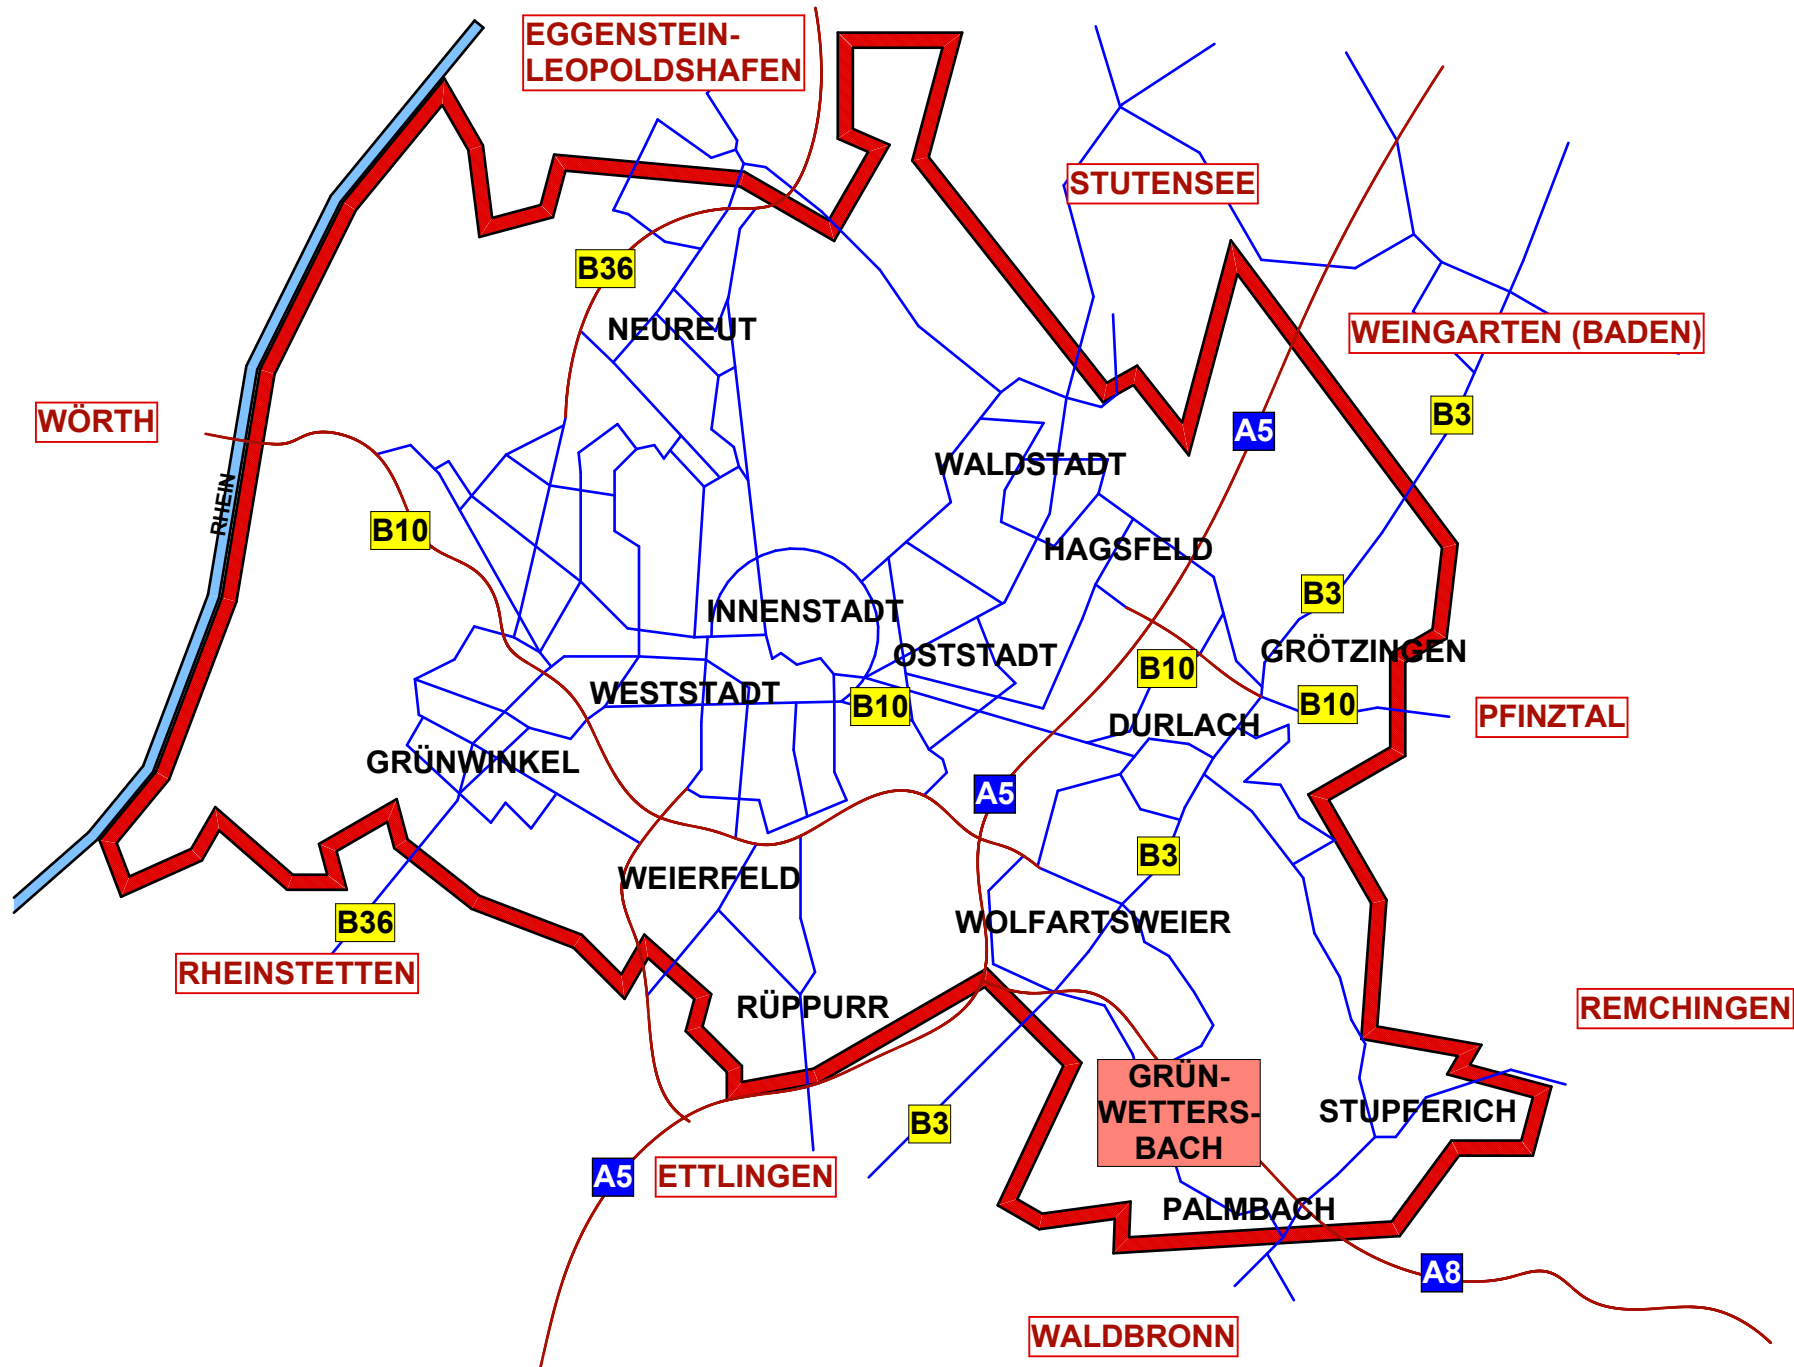 EGGENSTEIN-
LEOPOLDSHAFEN
STUTENSEE
B36
NEUREUT
WEINGARTEN (BADEN)
WÖRTH
B3
A5
WALDSTADT
RHEIN
B10
HAGSFELD
B3
INNENSTADT
OSTSTADT
GRÖTZINGEN
B10
WESTSTADT
B10
B10
PFINZTAL
DURLACH
GRÜNWINKEL
A5
B3
WEIERFELD
B36
WOLFARTSWEIER
RHEINSTETTEN
RÜPPURR
REMCHINGEN
GRÜN-
WETTERS-
BACH
STUPFERICH
B3
A5
ETTLINGEN
PALMBACH
A8
WALDBRONN